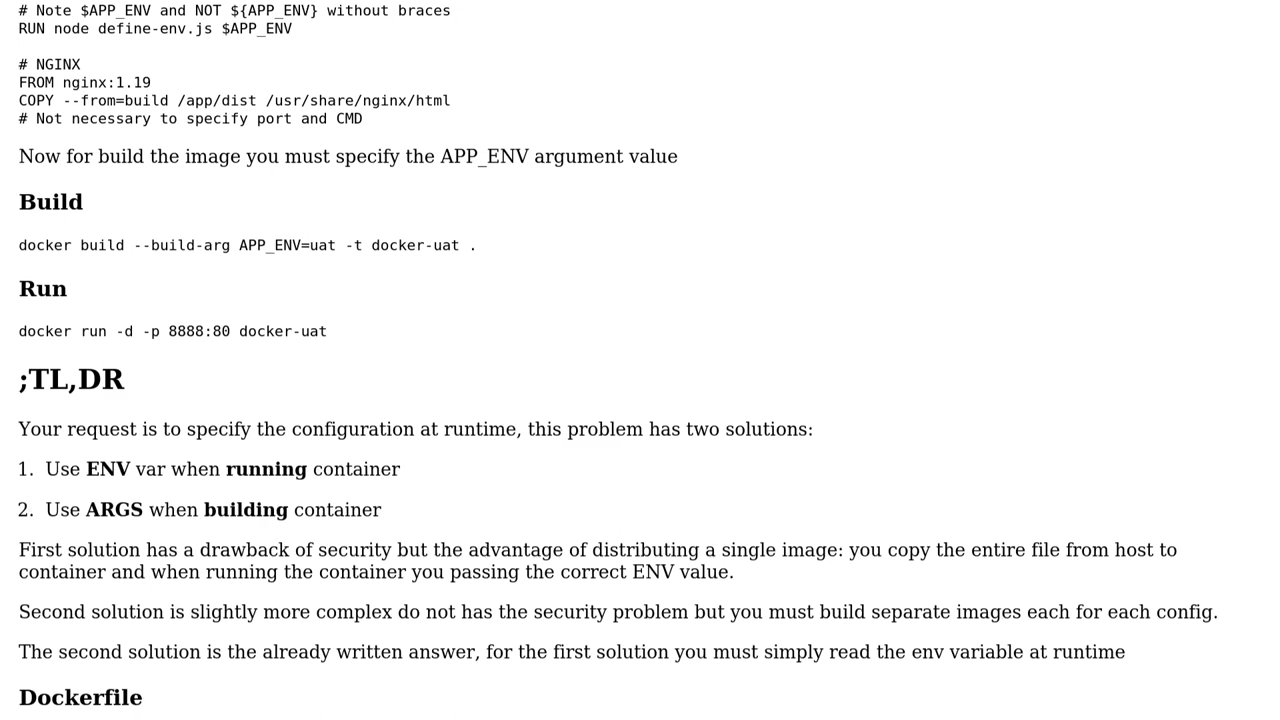 # Note $APP_ENV and NOT ${APP_ENV} without braces
RUN node define-env.js $APP_ENV
# NGINX
FROM nginx:1.19
COPY --from=build /app/dist /usr/share/nginx/html
# Not necessary to specify port and CMD
Now for build the image you must specify the APP_ENV argument value
Build
docker build --build-arg APP_ENV=uat -t docker-uat .
Run
docker run -d -p 8888:80 docker-uat
;TL,DR
Your request is to specify the configuration at runtime, this problem has two solutions:
1. Use ENV var when running container
2. Use ARGS when building container
First solution has a drawback of security but the advantage of distributing a single image: you copy the entire file from host to
container and when running the container you passing the correct ENV value.
Second solution is slightly more complex do not has the security problem but you must build separate images each for each config.
The second solution is the already written answer, for the first solution you must simply read the env variable at runtime
Dockerfile